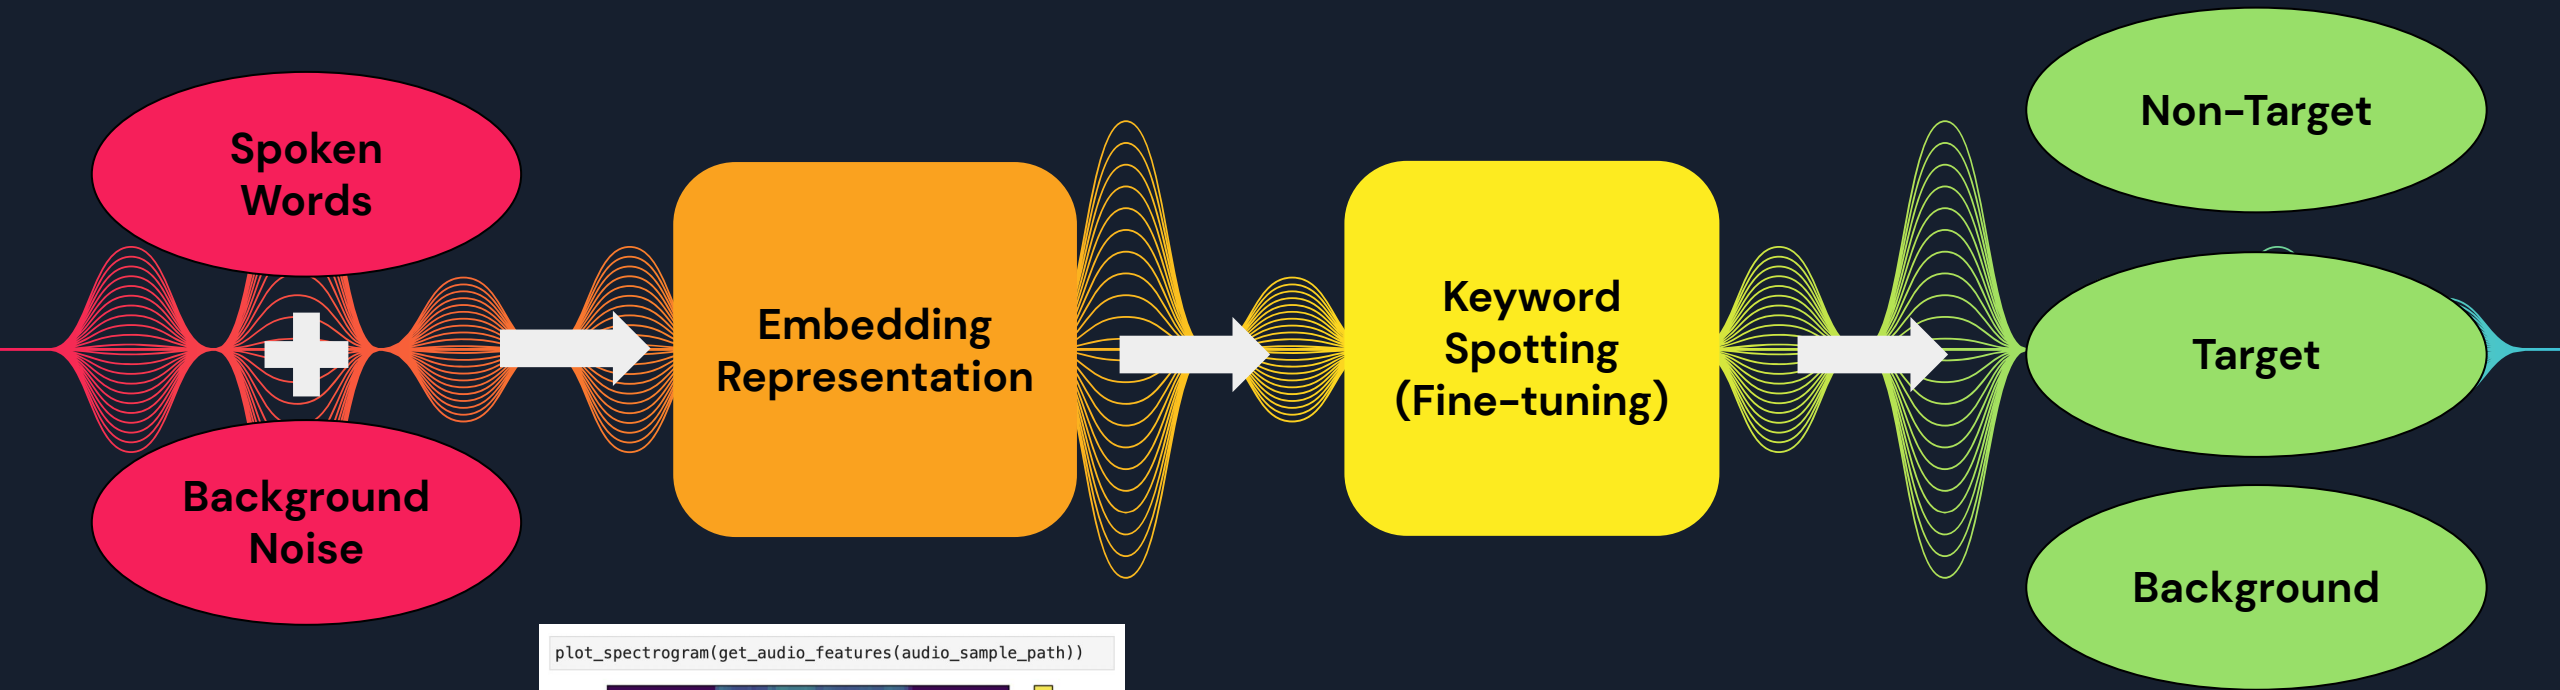 Spoken
Words
Background
Noise
Embedding
Representation
Keyword
Spotting
(Fine-tuning)
Non-Target
Target
Background
plot_spectrogram(get_audio_features(audio_sample_path))